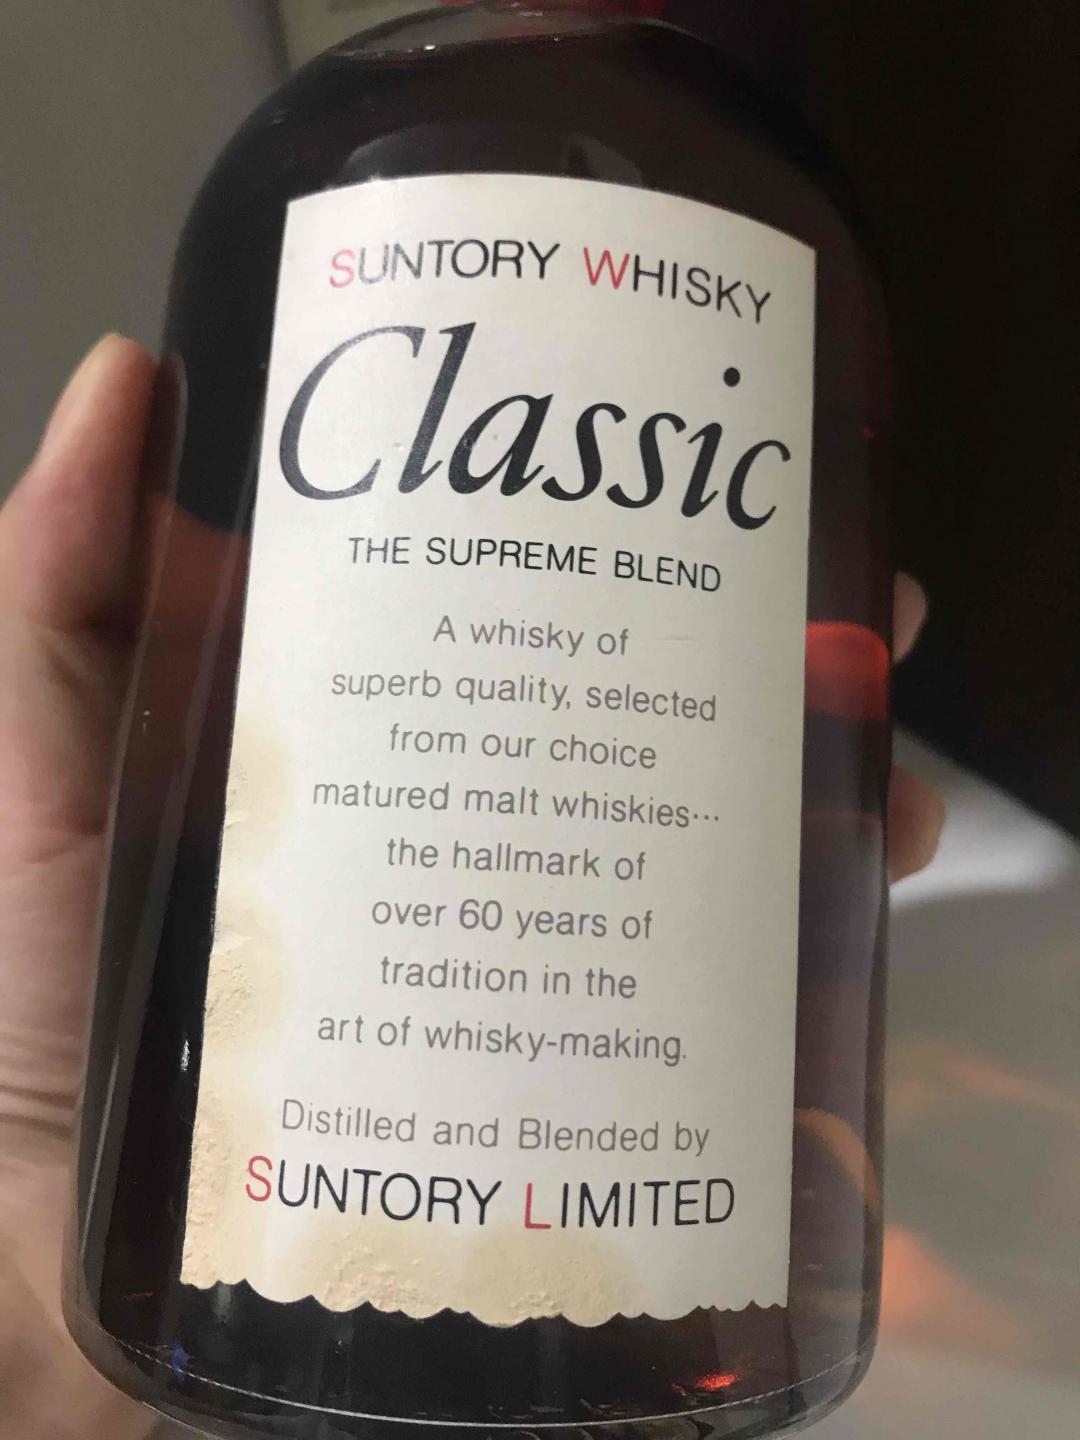 SUNTORY WHISKY
Classic
THE SUPREME BLEND
A whisky of
superb quality, selected
from our choice
matured malt whiskies···
the hallmark of
over 60 years of
tradition in the
art of whisky-making.
Distilled and Blended by
SUNTORY LIMITED